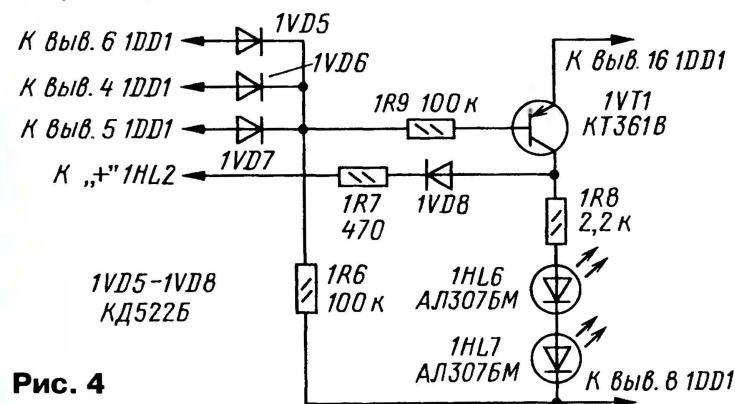 1VD5
К выв. 6 1DD1
1VD6
К выв. 4 1DD1
К выв. 16 1DD1
1R9 100 к
1VT1
КТ361В
К выв. 5 1DD1
1VD7
К „+" 1HL2
1R7
470
1VD8
1R8
2,2 к
1VD5-1VD8
КД522Б
1R6
100 к
1HL6
АЛ307БМ
1HL7
АЛ307БМ
К выв. 8 1DD1
Рис. 4